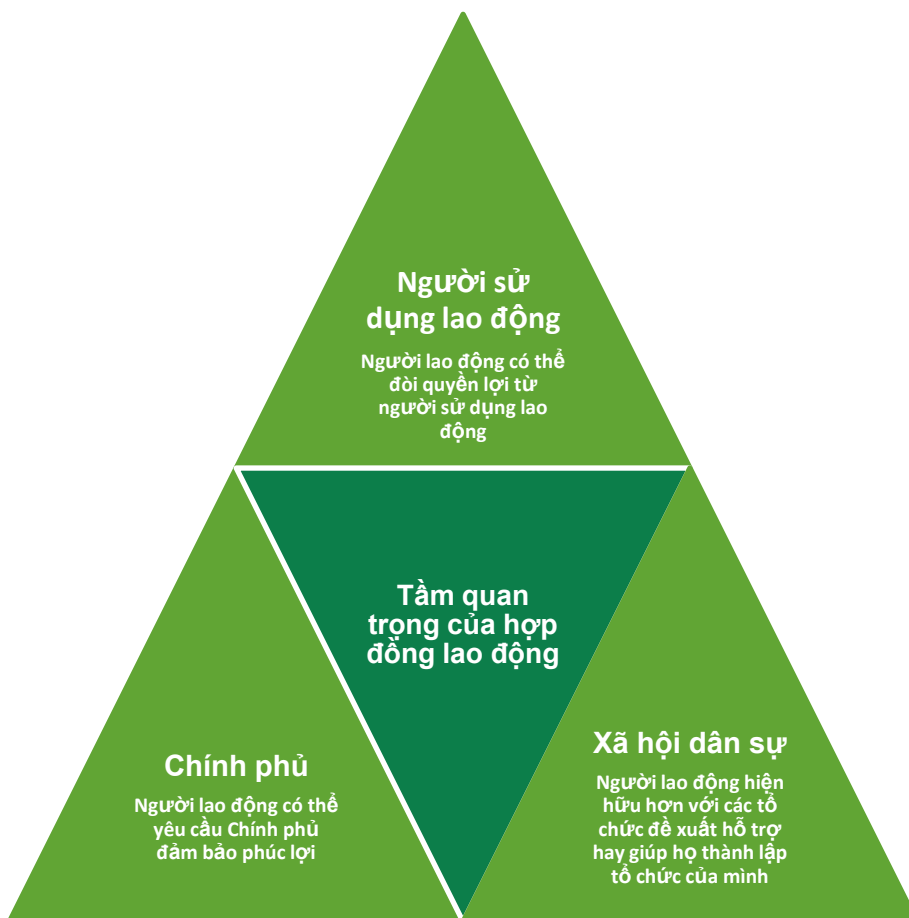 Người sử
dụng lao động
Người lao động có thể
đòi quyền lợi từ
người sử dụng lao
động
Tầm quan
trọng của hợp
đồng lao động
Chính phủ
Người lao động có thể
yêu cầu Chính phủ
đảm bảo phúc lợi
Xã hội dân sự
Người lao động hiện
hữu hơn với các tổ
chức đề xuất hỗ trợ
hay giúp họ thành lập
tổ chức của mình